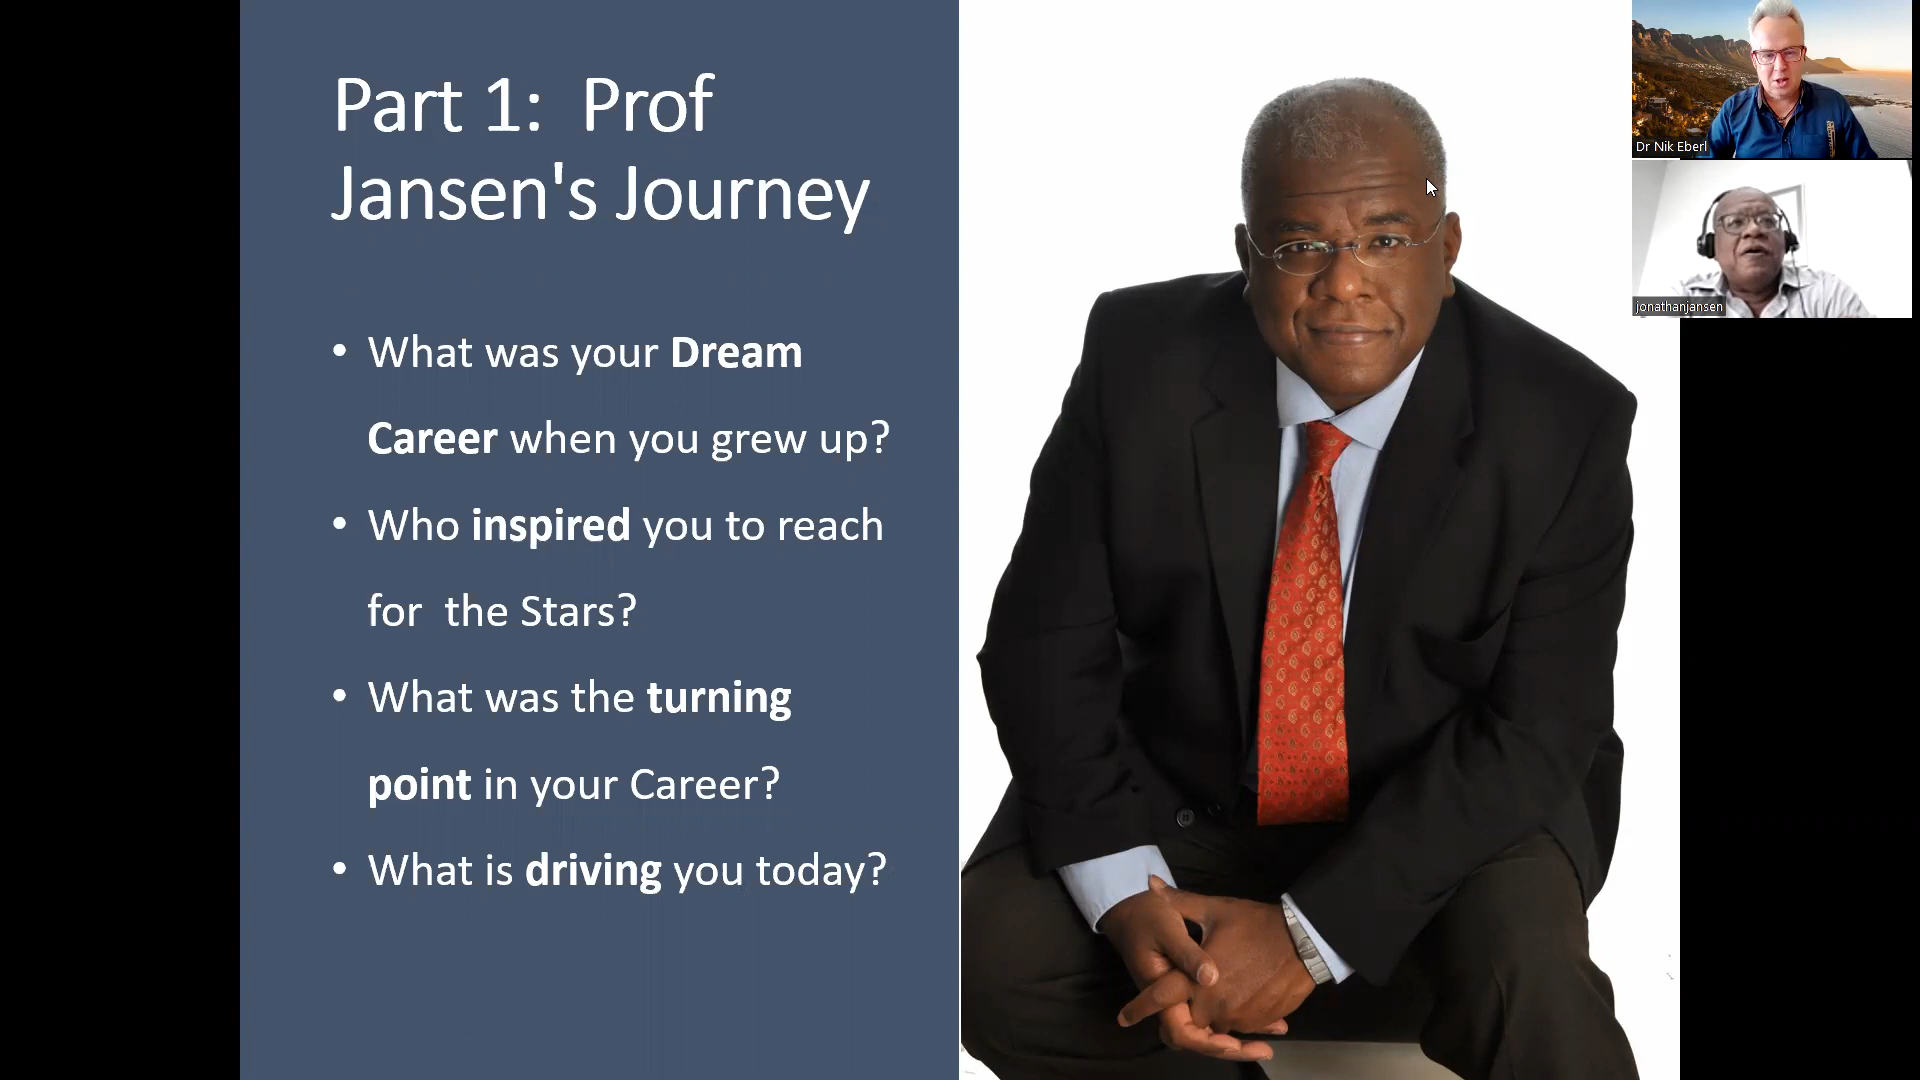 Part 1:  Prof
Jansen's Journey
• What was your Dream
Career when you grew up?
• Who inspired you to reach
for  the Stars?
• What was the turning
point in your Career?
• What is driving you today?
Dr Nik Eberl
jonathanjansen